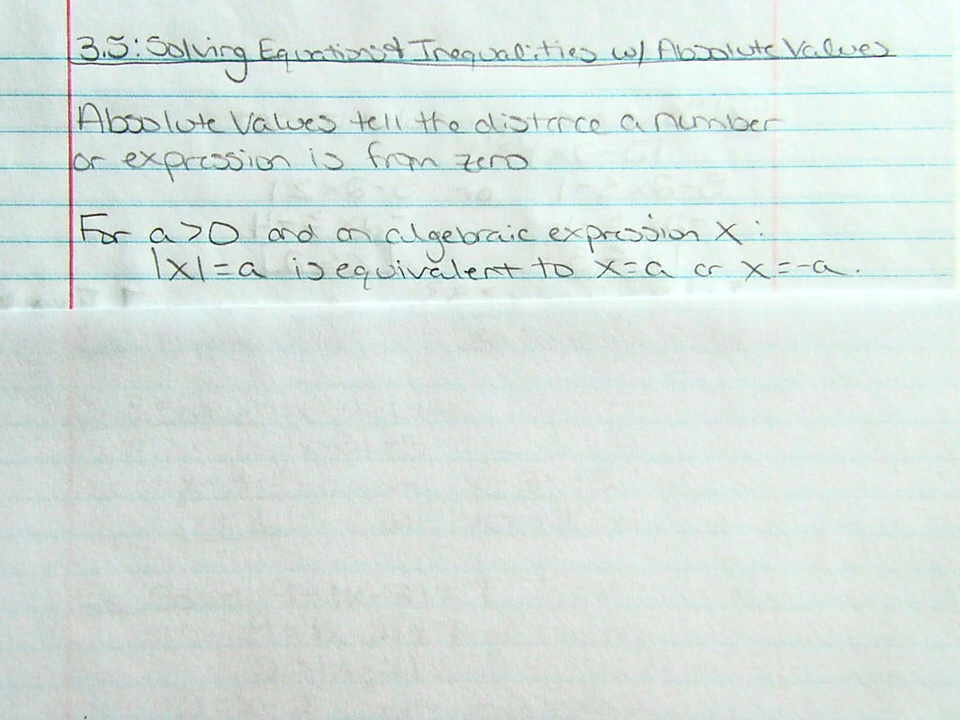 3.5: Solving Equations & Inequalities w/ Absolute Values
Absolute Values tell the distance a number
or expression is from zero
For a>0 and an algebraic expression X:
|X|=a is equivalent to X=a or X=-a.